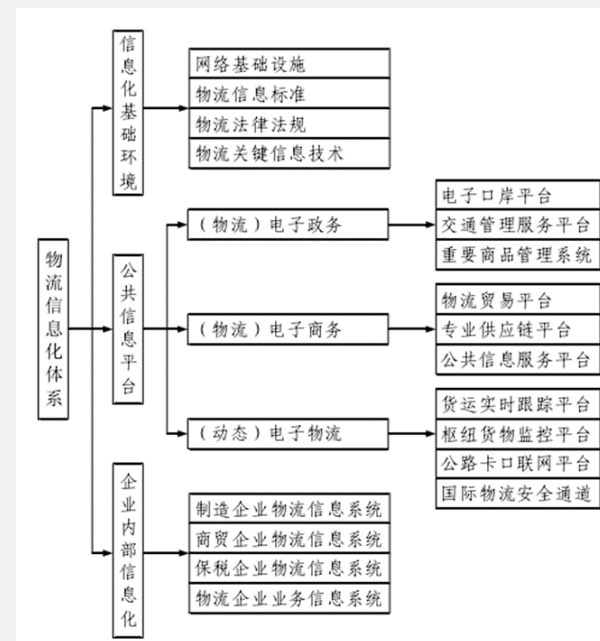 物流信息化体系
信息化基础环境
网络基础设施
物流信息标准
物流法律法规
物流关键信息技术
公共信息平台
（物流）电子政务
电子口岸平台
交通管理服务平台
重要商品管理系统
（物流）电子商务
物流贸易平台
专业供应链平台
公共信息服务平台
（动态）电子物流
货运实时跟踪平台
枢纽货物监控平台
公路卡口联网平台
国际物流安全通道
企业内部信息化
制造企业物流信息系统
商贸企业物流信息系统
保税企业物流信息系统
物流企业业务信息系统